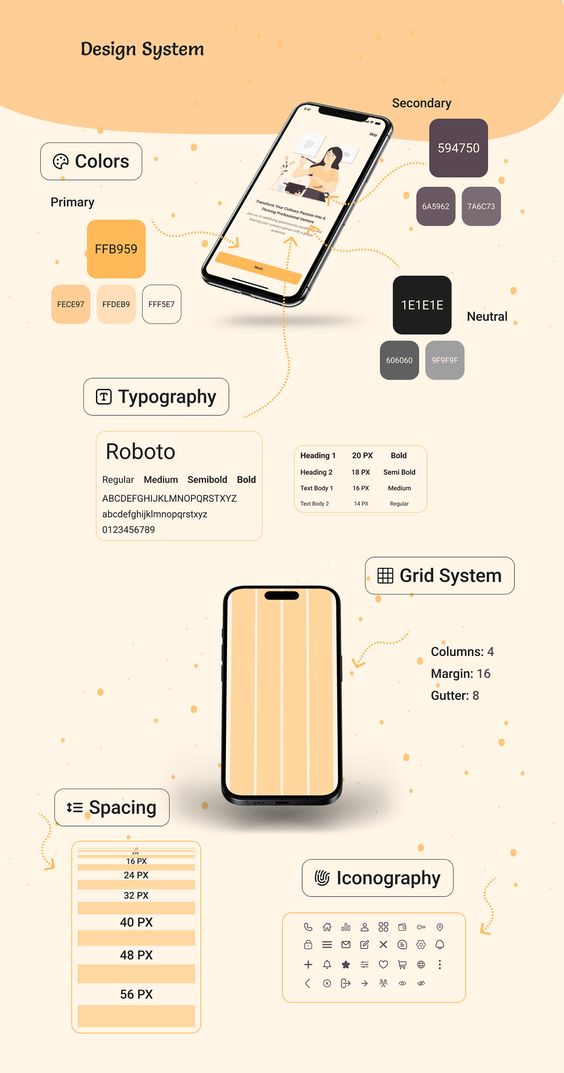 Design System
Colors
Primary
FFB959
FECE97
FFDEB9
FFF5E7
Secondary
594750
6A5962
7A6C73
1E1E1E
Neutral
606060
9F9F9F
Skip
Transform Your Culinary Passion Into A
Thriving Professional Venture
Next
Typography
Roboto
Regular Medium Semibold Bold
ABCDEFGHIJKLMNOPQRSTXYZ
abcdefghijklmnopqrstxyz
0123456789
Heading 1 20 PX Bold
Heading 2 18 PX Semi Bold
Text Body 1 16 PX Medium
Text Body 2 14 PX Regular
Grid System
Columns: 4
Margin: 16
Gutter: 8
Spacing
16 PX
24 PX
32 PX
40 PX
48 PX
56 PX
Iconography